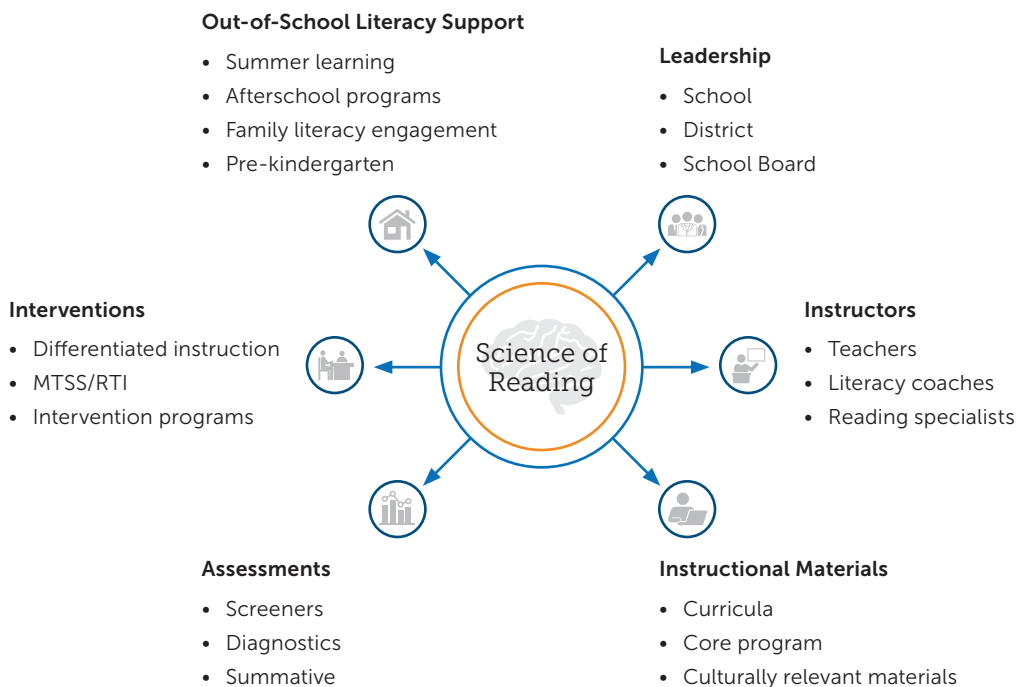 Out-of-School Literacy Support
• Summer learning
• Afterschool programs
• Family literacy engagement
• Pre-kindergarten
Leadership
• School
• District
• School Board
Interventions
• Differentiated instruction
• MTSS/RTI
• Intervention programs
Science of
Reading
Instructors
• Teachers
• Literacy coaches
• Reading specialists
Assessments
• Screeners
• Diagnostics
• Summative
Instructional Materials
• Curricula
• Core program
• Culturally relevant materials